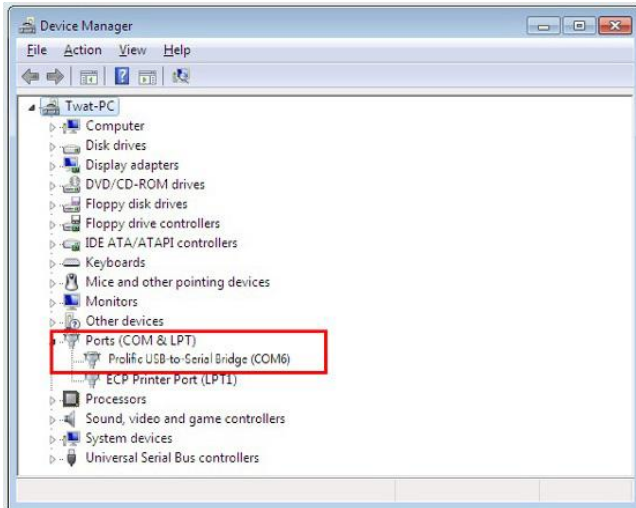 Device Manager
File Action View Help
Twat-PC
Computer
Disk drives
Display adapters
DVD/CD-ROM drives
Floppy disk drives
Floppy drive controllers
IDE ATA/ATAPI controllers
Keyboards
Mice and other pointing devices
Monitors
Other devices
Ports (COM & LPT)
Prolific USB-to-Serial Bridge (COM6)
ECP Printer Port (LPT1)
Processors
Sound, video and game controllers
System devices
Universal Serial Bus controllers